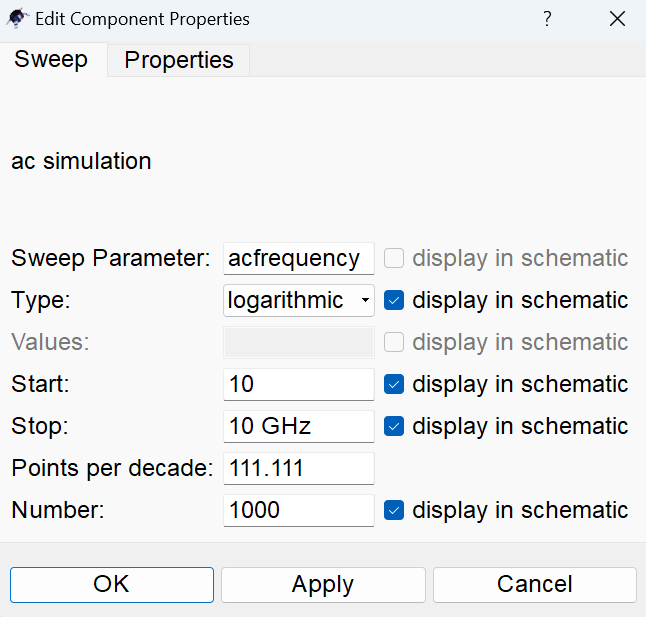 Edit Component Properties ?
Sweep Properties
ac simulation
Sweep Parameter: acfrequency display in schematic
Type: logarithmic display in schematic
Values: display in schematic
Start: 10 display in schematic
Stop: 10 GHz display in schematic
Points per decade: 111.111
Number: 1000 display in schematic
OK Apply Cancel